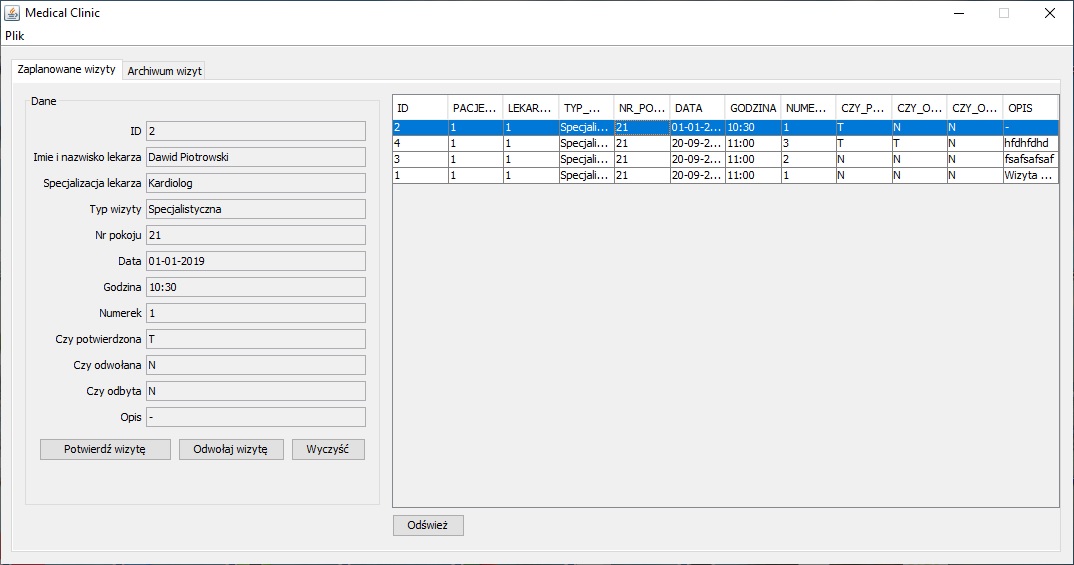 Medical Clinic
Plik
Zaplanowane wizyty Archiwum wizyt
Dane
ID 2
Imie i nazwisko lekarza Dawid Piotrowski
Specjalizacja lekarza Kardiolog
Typ wizyty Specjalistyczna
Nr pokoju 21
Data 01-01-2019
Godzina 10:30
Numerek 1
Czy potwierdzona T
Czy odwołana N
Czy odbyta N
Opis -
Potwierdź wizytę Odwołaj wizytę Wyczyść
ID PACJE... LEKAR... TYP_... NR_PO... DATA GODZINA NUME... CZY_P... CZY_O... CZY_O... OPIS
2 1 1 Specjali... 21 01-01-2... 10:30 1 T N N -
4 1 1 Specjali... 21 20-09-2... 11:00 3 T T N hfdhfdhd
3 1 1 Specjali... 21 20-09-2... 11:00 2 N N N fsafsafsaf
1 1 1 Specjali... 21 20-09-2... 11:00 1 N N N Wizyta ...
Odśwież